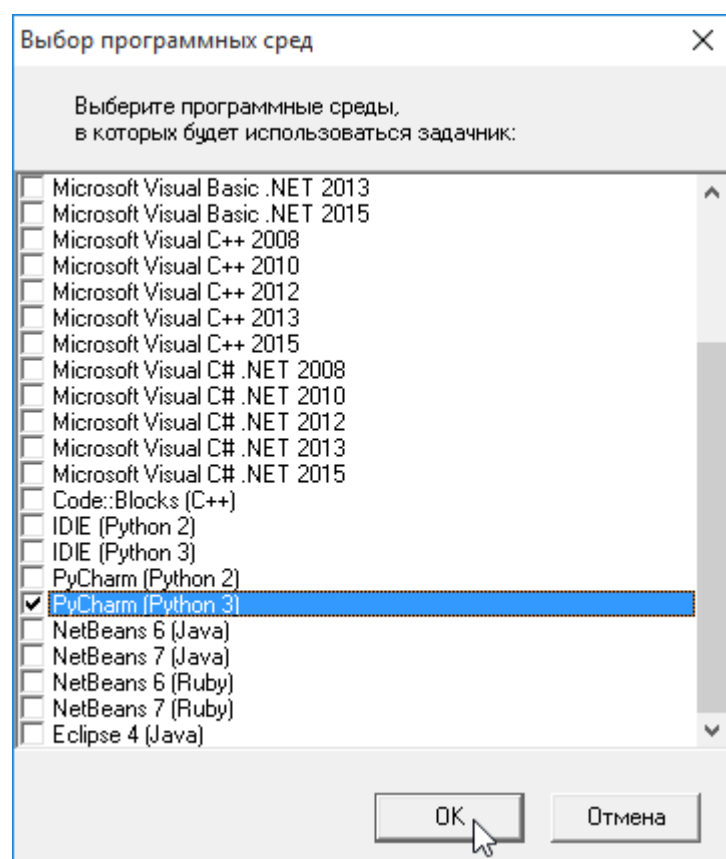 Выбор программных сред
Выберите программные среды,
в которых будет использоваться задачник:
Microsoft Visual Basic .NET 2013
Microsoft Visual Basic .NET 2015
Microsoft Visual C++ 2008
Microsoft Visual C++ 2010
Microsoft Visual C++ 2012
Microsoft Visual C++ 2013
Microsoft Visual C++ 2015
Microsoft Visual C# .NET 2008
Microsoft Visual C# .NET 2010
Microsoft Visual C# .NET 2012
Microsoft Visual C# .NET 2013
Microsoft Visual C# .NET 2015
Code::Blocks (C++)
IDIE (Python 2)
IDIE (Python 3)
PyCharm (Python 2)
PyCharm (Python 3)
NetBeans 6 (Java)
NetBeans 7 (Java)
NetBeans 6 (Ruby)
NetBeans 7 (Ruby)
Eclipse 4 (Java)
OK
Отмена